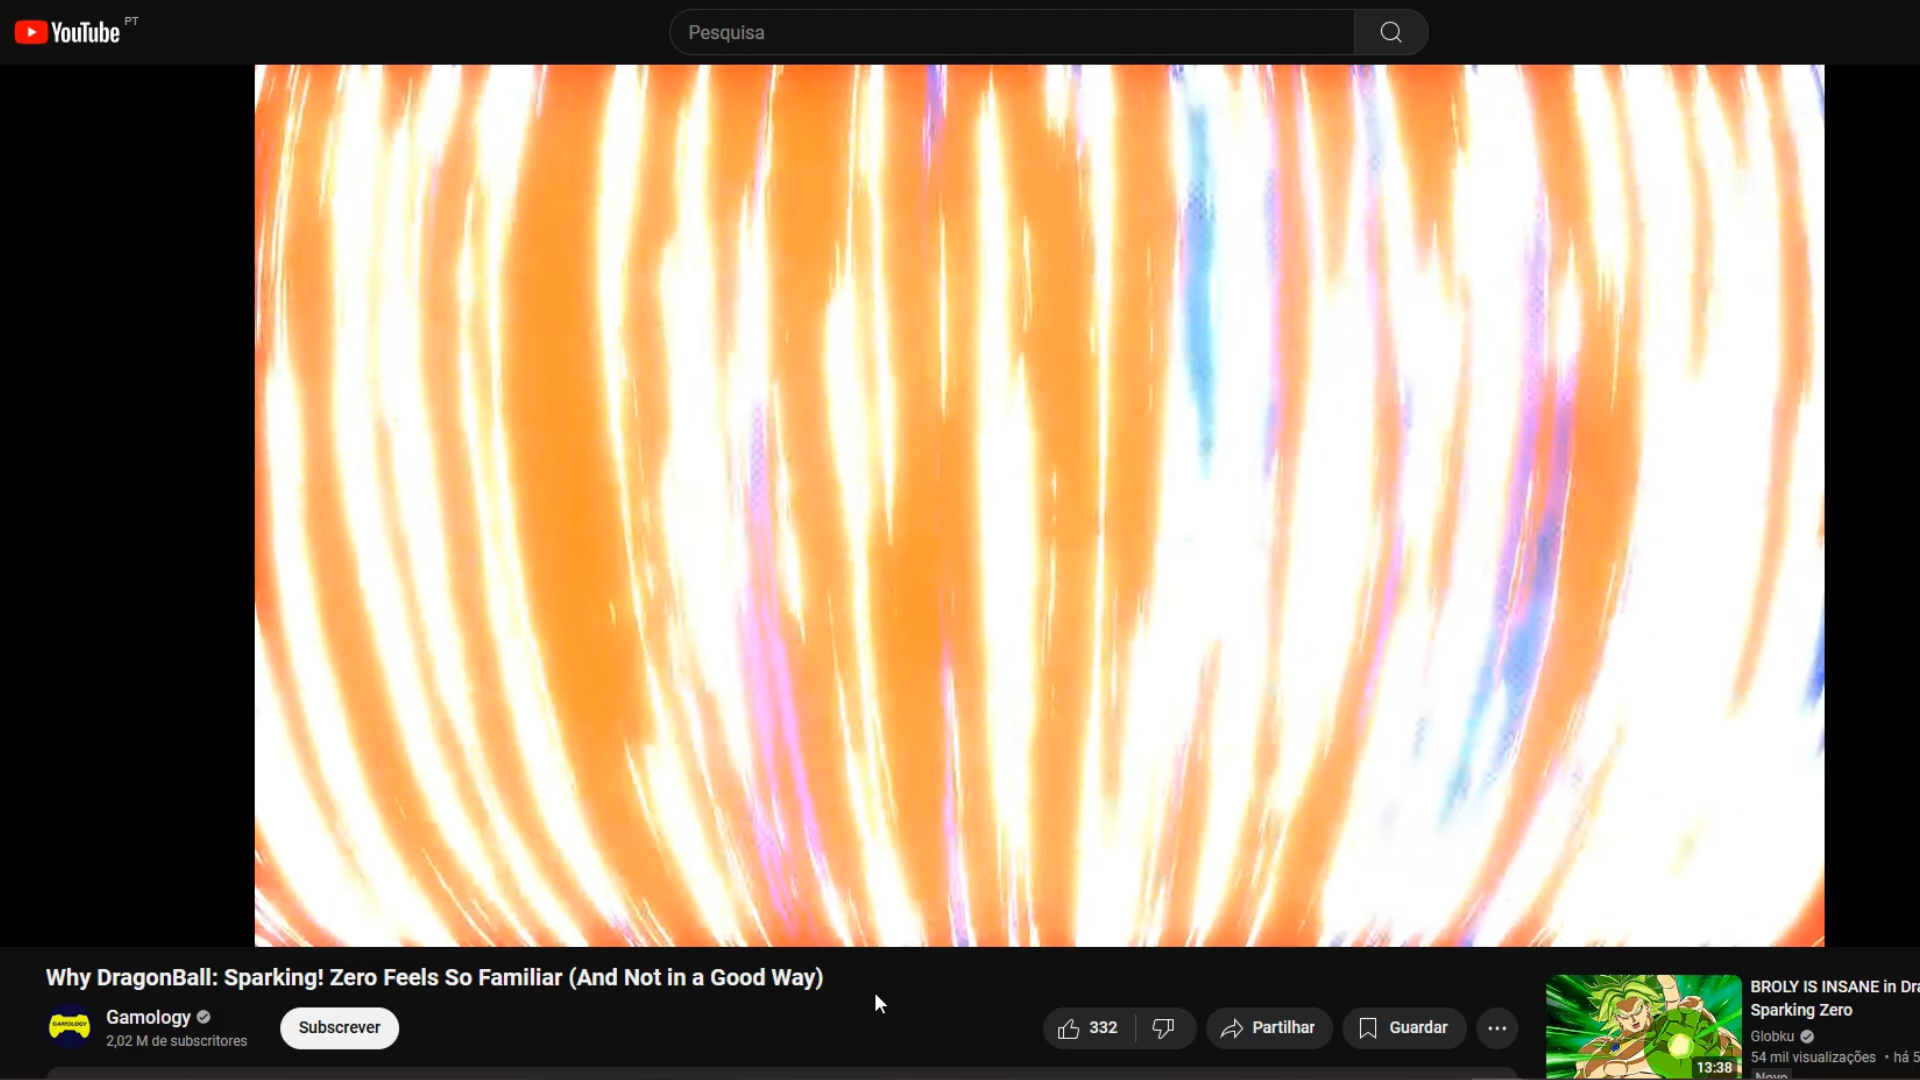 YouTube PT
Pesquisa
Why DragonBall: Sparking! Zero Feels So Familiar (And Not in a Good Way)
GAMOLOGY
Gamology
2,02 M de subscritores
Subscrever
332
Partilhar
Guardar
13:38
BROLY IS INSANE in Dra
Sparking Zero
Globku
54 mil visualizações • há 5
Novo